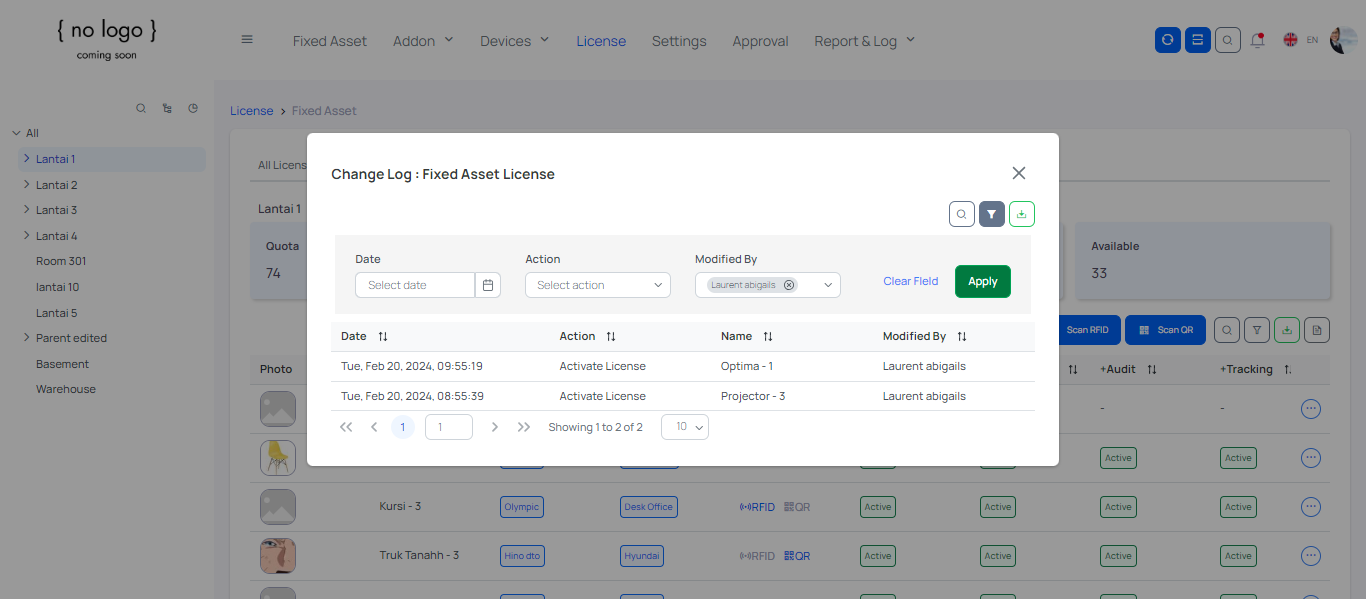 { no logo }
coming soon
Fixed Asset Addon Devices License Settings Approval Report & Log EN
License > Fixed Asset
All
Lantai 1
Lantai 2
Lantai 3
Lantai 4
Room 301
lantai 10
Lantai 5
Parent edited
Basement
Warehouse
All Licens
Lantai 1
Quota
74
Available
33
Scan RFID Scan QR
Photo +Audit +Tracking
- -
Active Active
Kursi - 3 Olympic Desk Office RFID QR Active Active Active Active
Truk Tanahh - 3 Hino dto Hyundai RFID QR Active Active Active Active
Change Log : Fixed Asset License
Date Action Modified By
Select date Select action Laurent abigails Clear FIeld Apply
Date Action Name Modified By
Tue, Feb 20, 2024, 09:55:19 Activate License Optima - 1 Laurent abigails
Tue, Feb 20, 2024, 08:55:39 Activate License Projector - 3 Laurent abigails
1 1 Showing 1 to 2 of 2 10